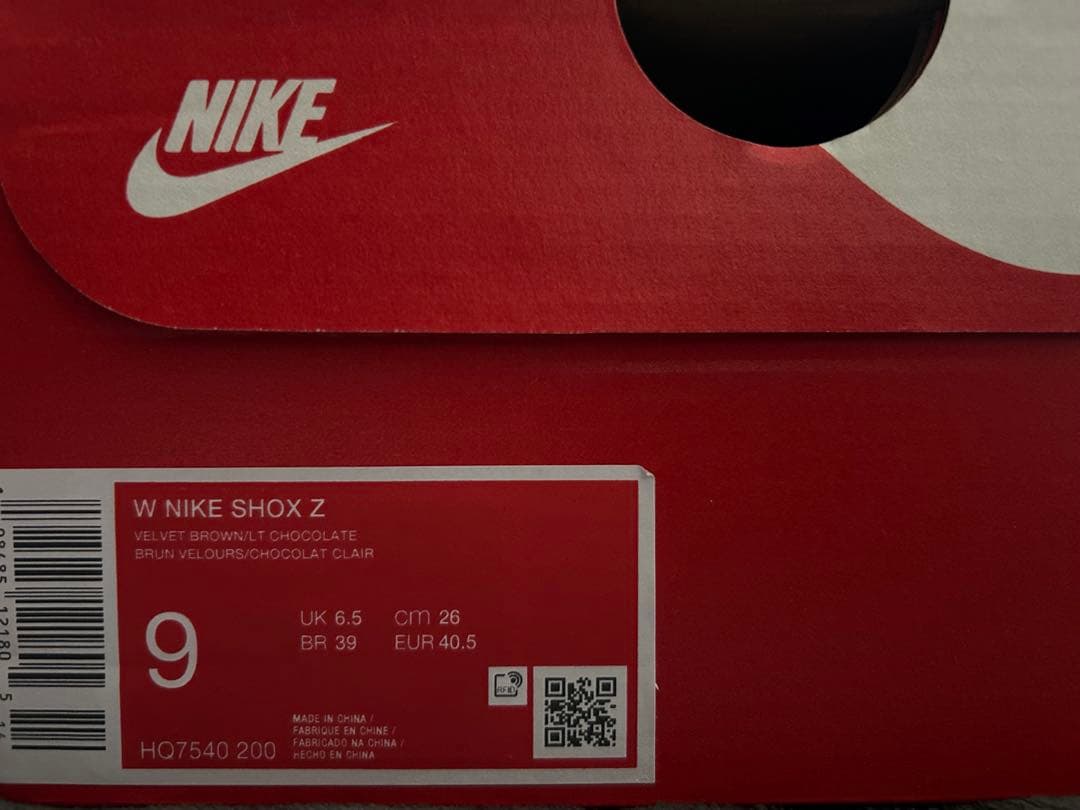 NIKE
W NIKE SHOX Z
VELVET BROWN/LT CHOCOLATE
BRUN VELOURS/CHOCOLAT CLAIR
9
UK 6.5 cm 26
BR 39 EUR 40.5
RFID
MADE IN CHINA /
FABRIQUE EN CHINE /
FABRICADO NA CHINA /
HECHO EN CHINA
HQ7540 200